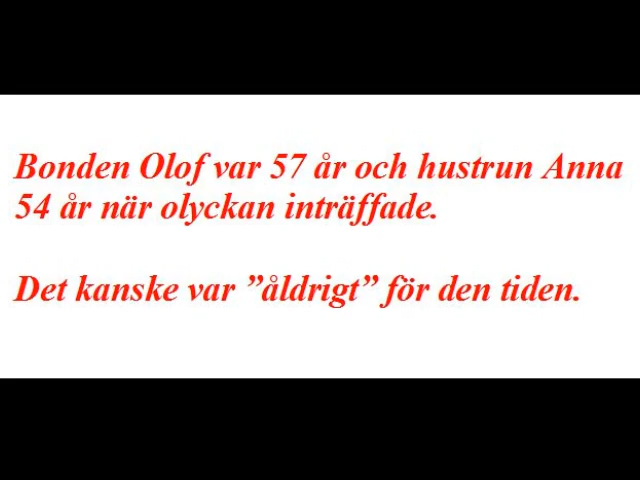 Bonden Olof var 57 år och hustrun Anna
54 år när olyckan inträffade.
Det kanske var ”åldrigt” för den tiden.